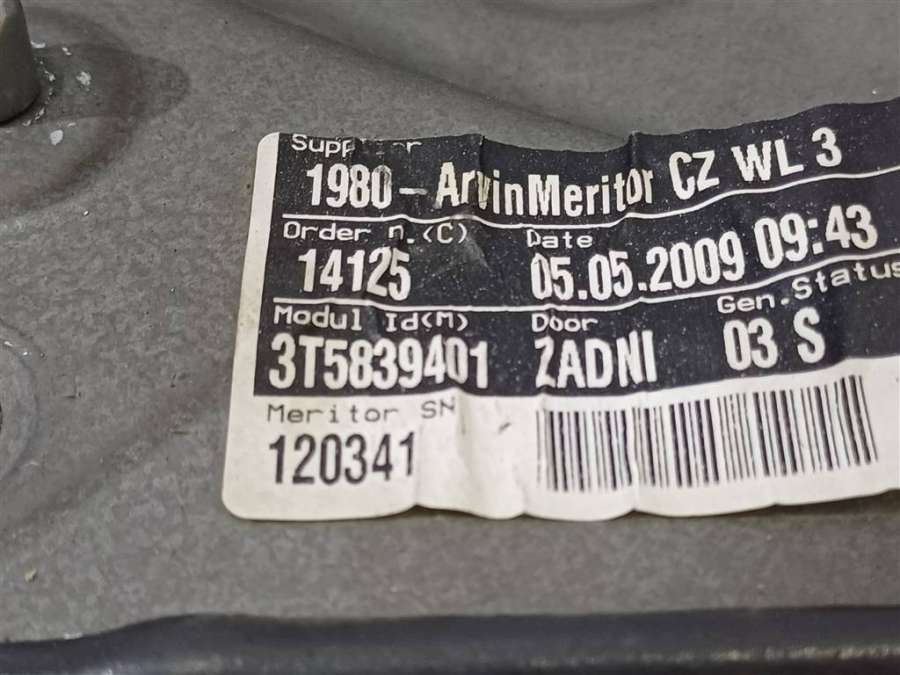 Supplier
1980-ArvinMeritor CZ WL 3
Order n.(C) Date
14125 05.05.2009 09:43
Modul Id(M) Door Gen.Status
3T5839401 ZADNI 03 S
Meritor SN
120341